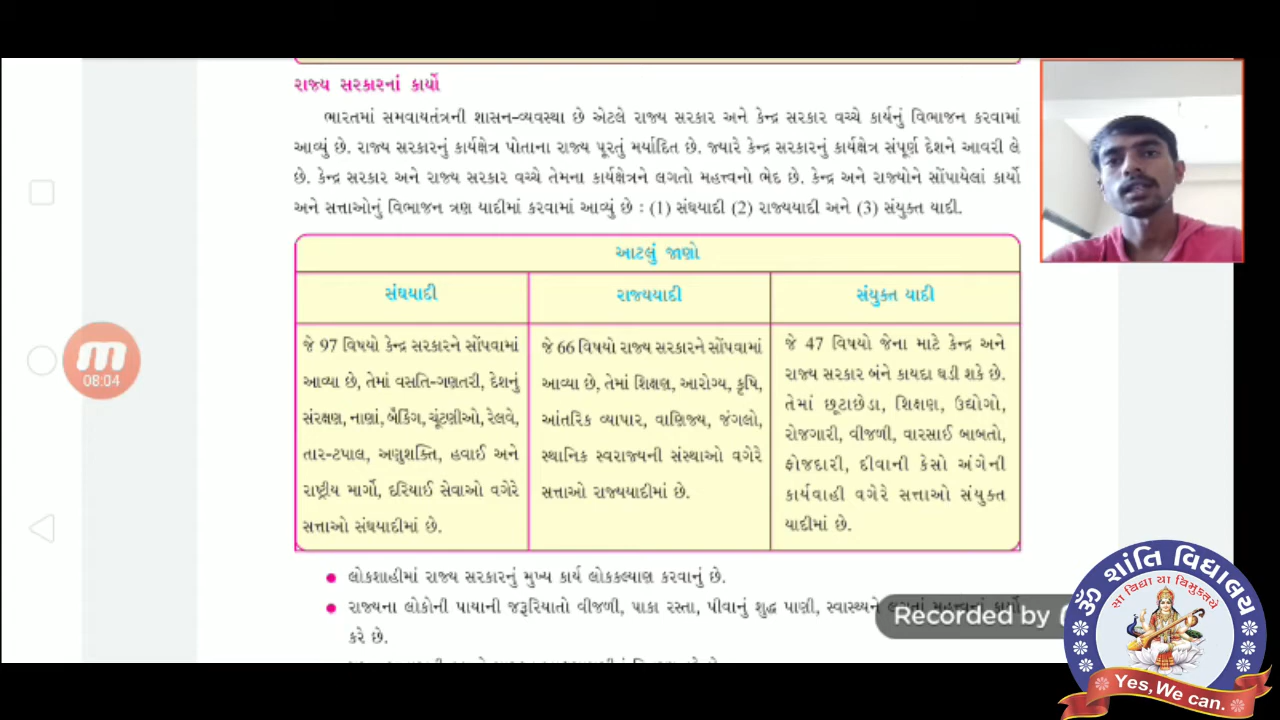 રાજ્ય સરકારનાં કાર્યો
ભારતમાં સમવાયતંત્રની શાસન-વ્યવસ્થા છે એટલે રાજ્ય સરકાર અને કેન્દ્ર સરકાર વચ્ચે કાર્યનું વિભાજન કરવામાં
આવ્યું છે. રાજ્ય સરકારનું કાર્યક્ષેત્ર પોતાના રાજ્ય પૂરતું મર્યાદિત છે. જ્યારે કેન્દ્ર સરકારનું કાર્યક્ષેત્ર સંપૂર્ણ દેશને આવરી લે
છે. કેન્દ્ર સરકાર અને રાજ્ય સરકાર વચ્ચે તેમના કાર્યક્ષેત્રને લગતો મહત્ત્વનો ભેદ છે. કેન્દ્ર અને રાજ્યોને સોંપાયેલાં કાર્યો
અને સત્તાઓનું વિભાજન ત્રણ યાદીમાં કરવામાં આવ્યું છે : (1) સંઘયાદી (2) રાજ્યયાદી અને (3) સંયુક્ત યાદી.
આટલું જાણો
સંઘયાદી
જે 97 વિષયો કેન્દ્ર સરકારને સોંપવામાં
આવ્યા છે, તેમાં વસતિ-ગણતરી, દેશનું
સંરક્ષણ, નાણાં, બૅંકિંગ, ચૂંટણીઓ, રેલવે,
તાર-ટપાલ, અણુશક્તિ, હવાઈ અને
રાષ્ટ્રીય માર્ગો, દરિયાઈ સેવાઓ વગેરે
સત્તાઓ સંઘયાદીમાં છે.
રાજ્યયાદી
જે 66 વિષયો રાજ્ય સરકારને સોંપવામાં
આવ્યા છે, તેમાં શિક્ષણ, આરોગ્ય, કૃષિ,
આંતરિક વ્યાપાર, વાણિજ્ય, જંગલો,
સ્થાનિક સ્વરાજ્યની સંસ્થાઓ વગેરે
સત્તાઓ રાજ્યયાદીમાં છે.
સંયુક્ત યાદી
જે 47 વિષયો જેના માટે કેન્દ્ર અને
રાજ્ય સરકાર બંને કાયદા ઘડી શકે છે.
તેમાં છૂટાછેડા, શિક્ષણ, ઉદ્યોગો,
રોજગારી, વીજળી, વારસાઈ બાબતો,
ફોજદારી, દીવાની કેસો અંગેની
કાર્યવાહી વગેરે સત્તાઓ સંયુક્ત
યાદીમાં છે.
● લોકશાહીમાં રાજ્ય સરકારનું મુખ્ય કાર્ય લોકકલ્યાણ કરવાનું છે.
● રાજ્યના લોકોની પાયાની જરૂરિયાતો વીજળી, પાકા રસ્તા, પીવાનું શુદ્ધ પાણી, સ્વાસ્થ્યને લગતાં મહત્ત્વનાં કાર્યો
કરે છે.
08:04
Recorded by
ૐ શાંતિ વિદ્યાલય
સા વિદ્યા યા વિમુક્તયે
Yes, We can.